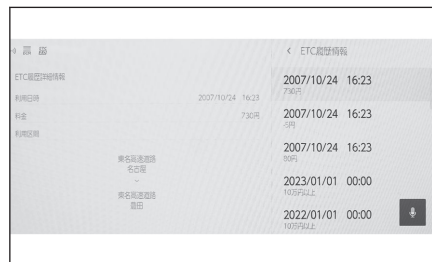 ETC履歴詳細情報
利用日時 2007/10/24 16:23
料金 730円
利用区間
東名高速道路
名古屋
~
東名高速道路
豊田
< ETC履歴情報
2007/10/24 16:23
730円
2007/10/24 16:23
-5円
2007/10/24 16:23
60円
2023/01/01 00:00
10万円以上
2022/01/01 00:00
10万円以上